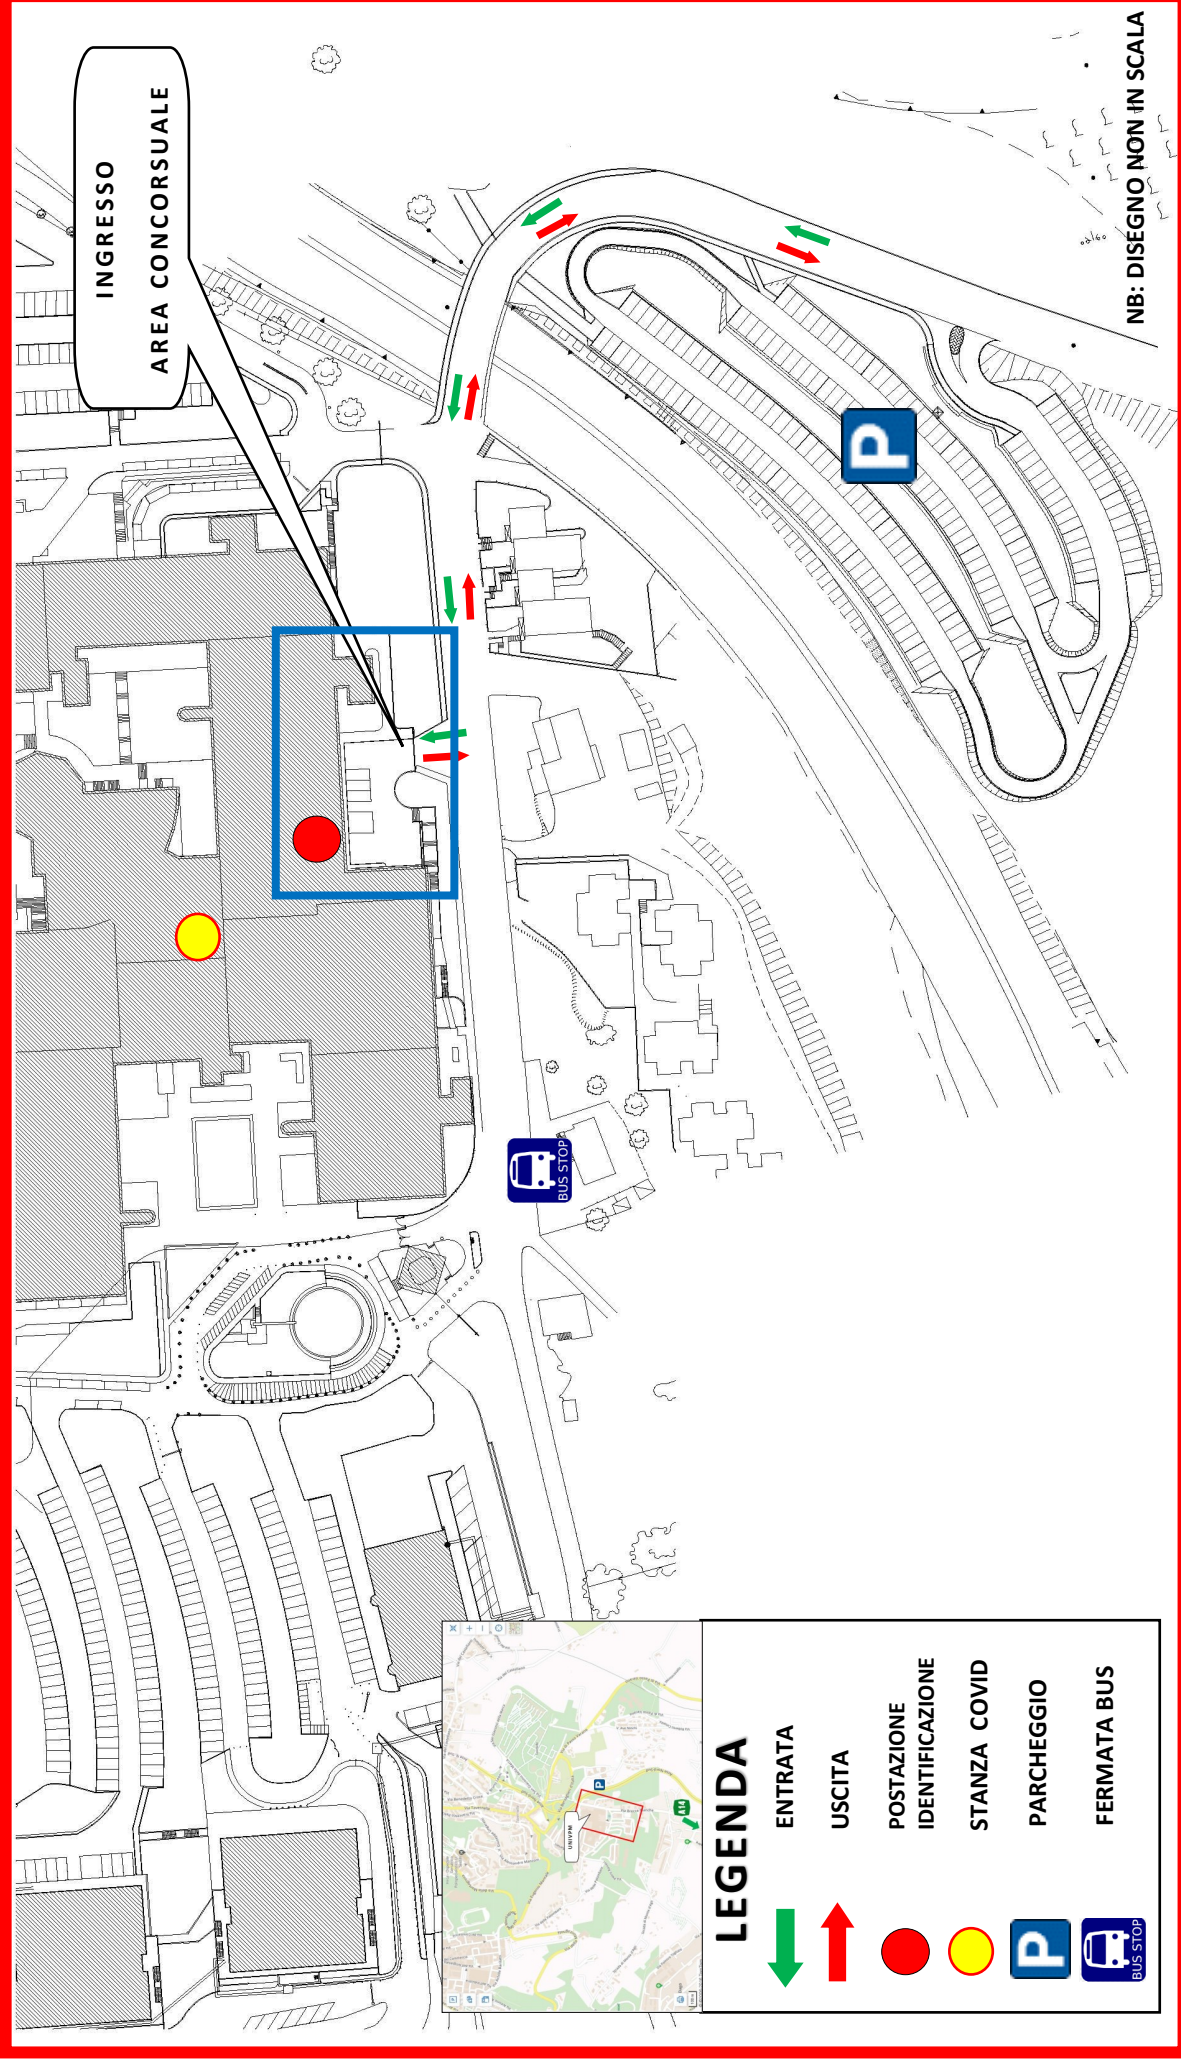 INGRESSO
AREA CONCORSUALE
P
BUS STOP
UNIVPM
P
A14
LEGENDA
ENTRATA
USCITA
POSTAZIONE
IDENTIFICAZIONE
STANZA COVID
P
PARCHEGGIO
BUS STOP
FERMATA BUS
NB: DISEGNO NON IN SCALA